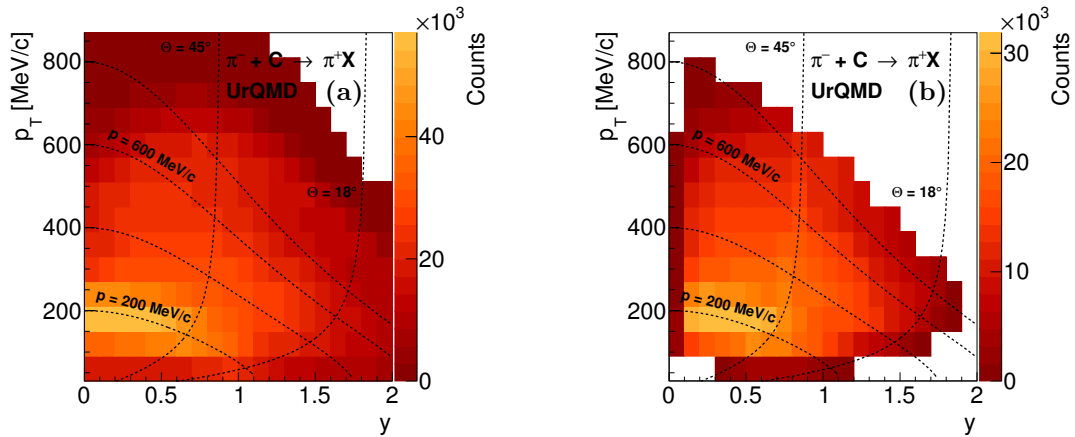 ×10³
Θ = 45°
π⁻ + C → π⁺X
UrQMD (a)
p = 600 MeV/c
Θ = 18°
p = 200 MeV/c
p_T [MeV/c]
800
600
400
200
0 0.5 1 1.5 2
y
Counts
40
20
0
×10³
Θ = 45°
π⁻ + C → π⁺X
UrQMD (b)
p = 600 MeV/c
Θ = 18°
p = 200 MeV/c
p_T [MeV/c]
800
600
400
200
0 0.5 1 1.5 2
y
Counts
30
20
10
0